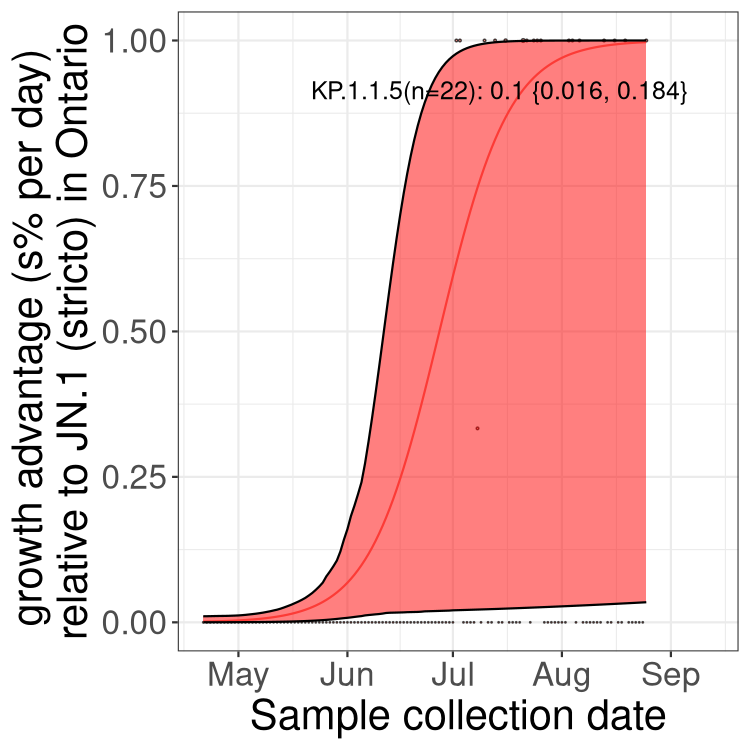 growth advantage (s% per day)
relative to JN.1 (stricto) in Ontario
1.00
0.75
0.50
0.25
0.00
KP.1.1.5(n=22): 0.1 {0.016, 0.184}
May Jun Jul Aug Sep
Sample collection date